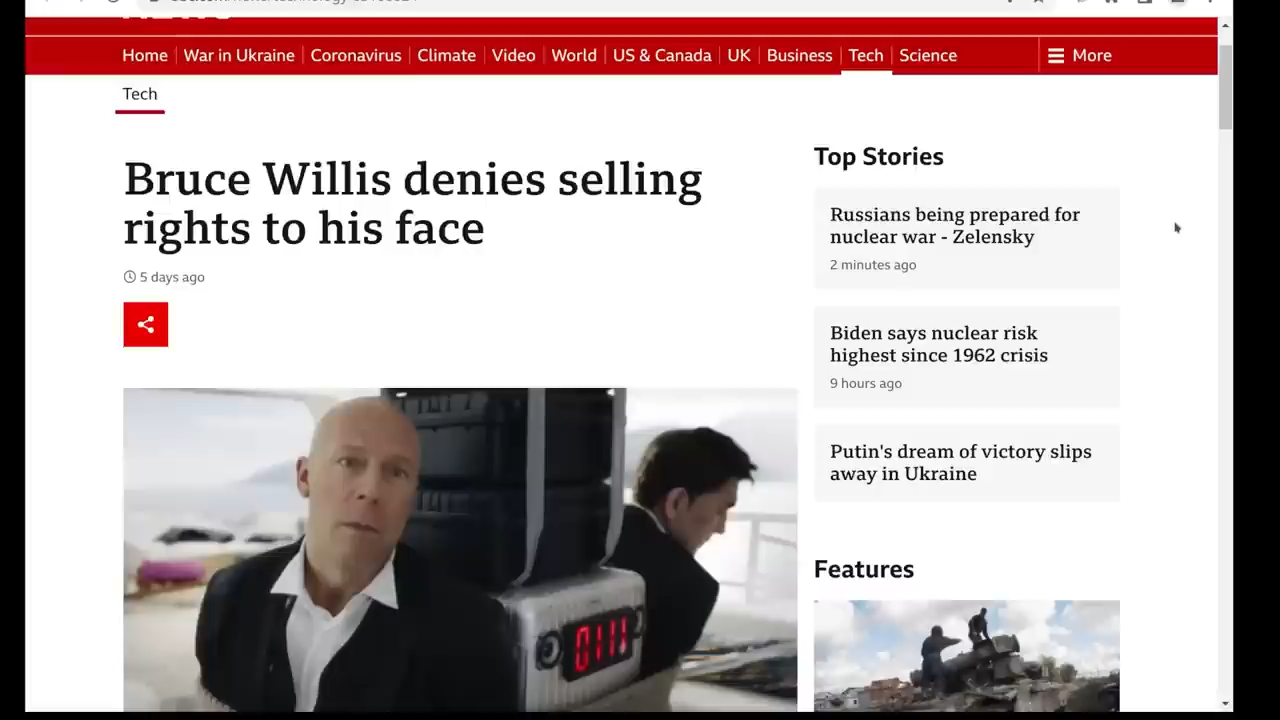 Home
War in Ukraine
Coronavirus
Climate
Video
World
US & Canada
UK
Business
Tech
Science
More
Tech
Bruce Willis denies selling
rights to his face
5 days ago
Top Stories
Russians being prepared for
nuclear war - Zelensky
2 minutes ago
Biden says nuclear risk
highest since 1962 crisis
9 hours ago
Putin's dream of victory slips
away in Ukraine
Features
0111